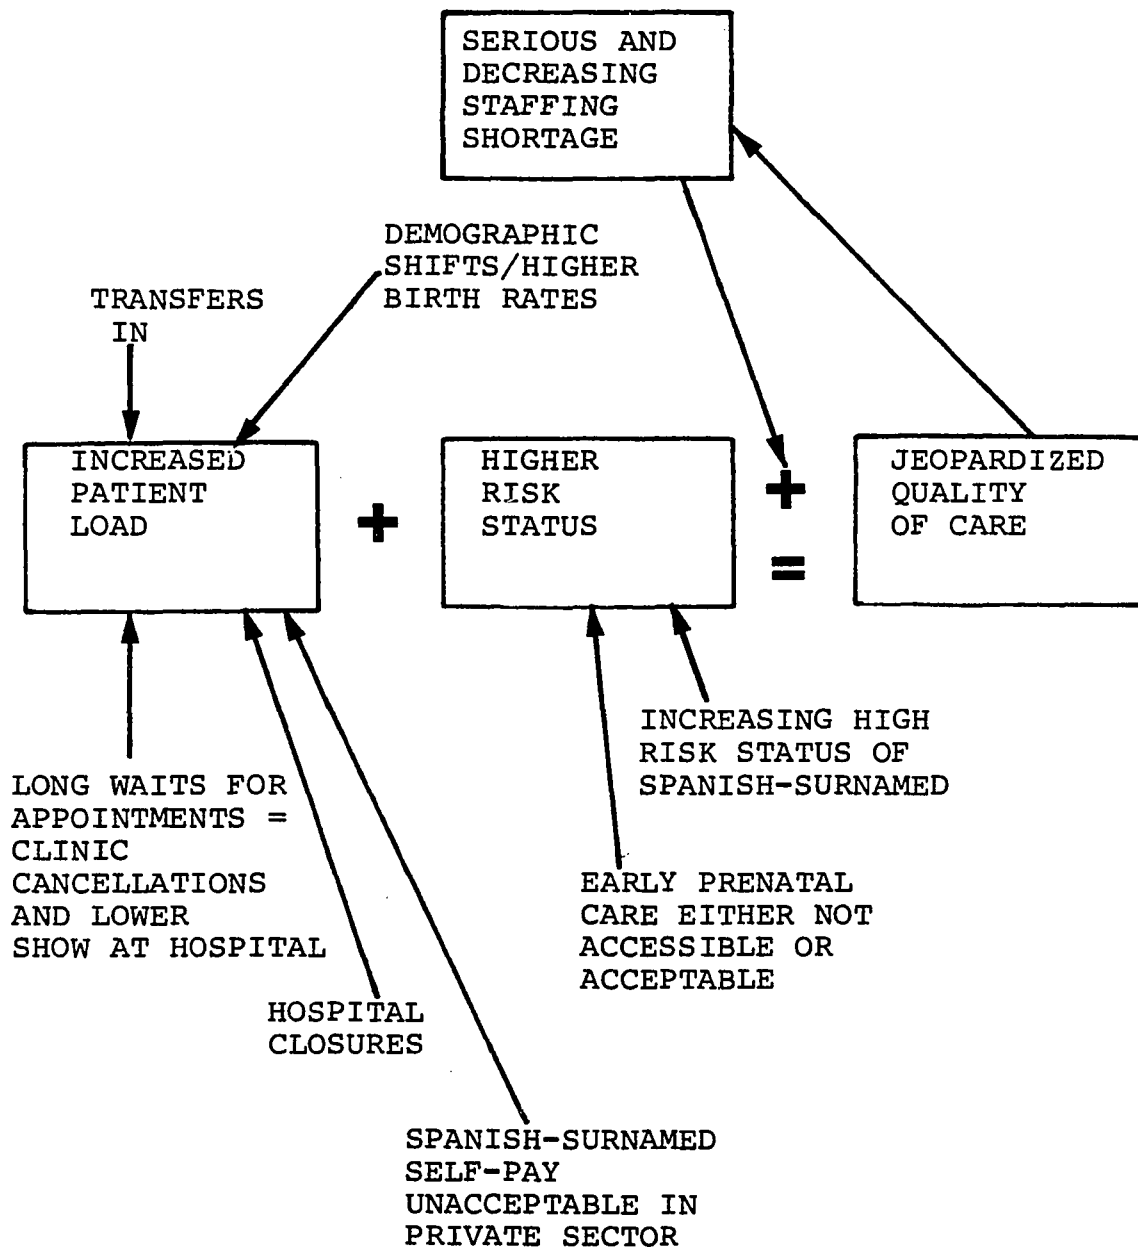 SERIOUS AND
DECREASING
STAFFING
SHORTAGE
DEMOGRAPHIC
SHIFTS/HIGHER
BIRTH RATES
TRANSFERS
IN
INCREASED
PATIENT
LOAD
+
HIGHER
RISK
STATUS
+
=
JEOPARDIZED
QUALITY
OF CARE
INCREASING HIGH
RISK STATUS OF
SPANISH-SURNAMED
LONG WAITS FOR
APPOINTMENTS =
CLINIC
CANCELLATIONS
AND LOWER
SHOW AT HOSPITAL
EARLY PRENATAL
CARE EITHER NOT
ACCESSIBLE OR
ACCEPTABLE
HOSPITAL
CLOSURES
SPANISH-SURNAMED
SELF-PAY
UNACCEPTABLE IN
PRIVATE SECTOR